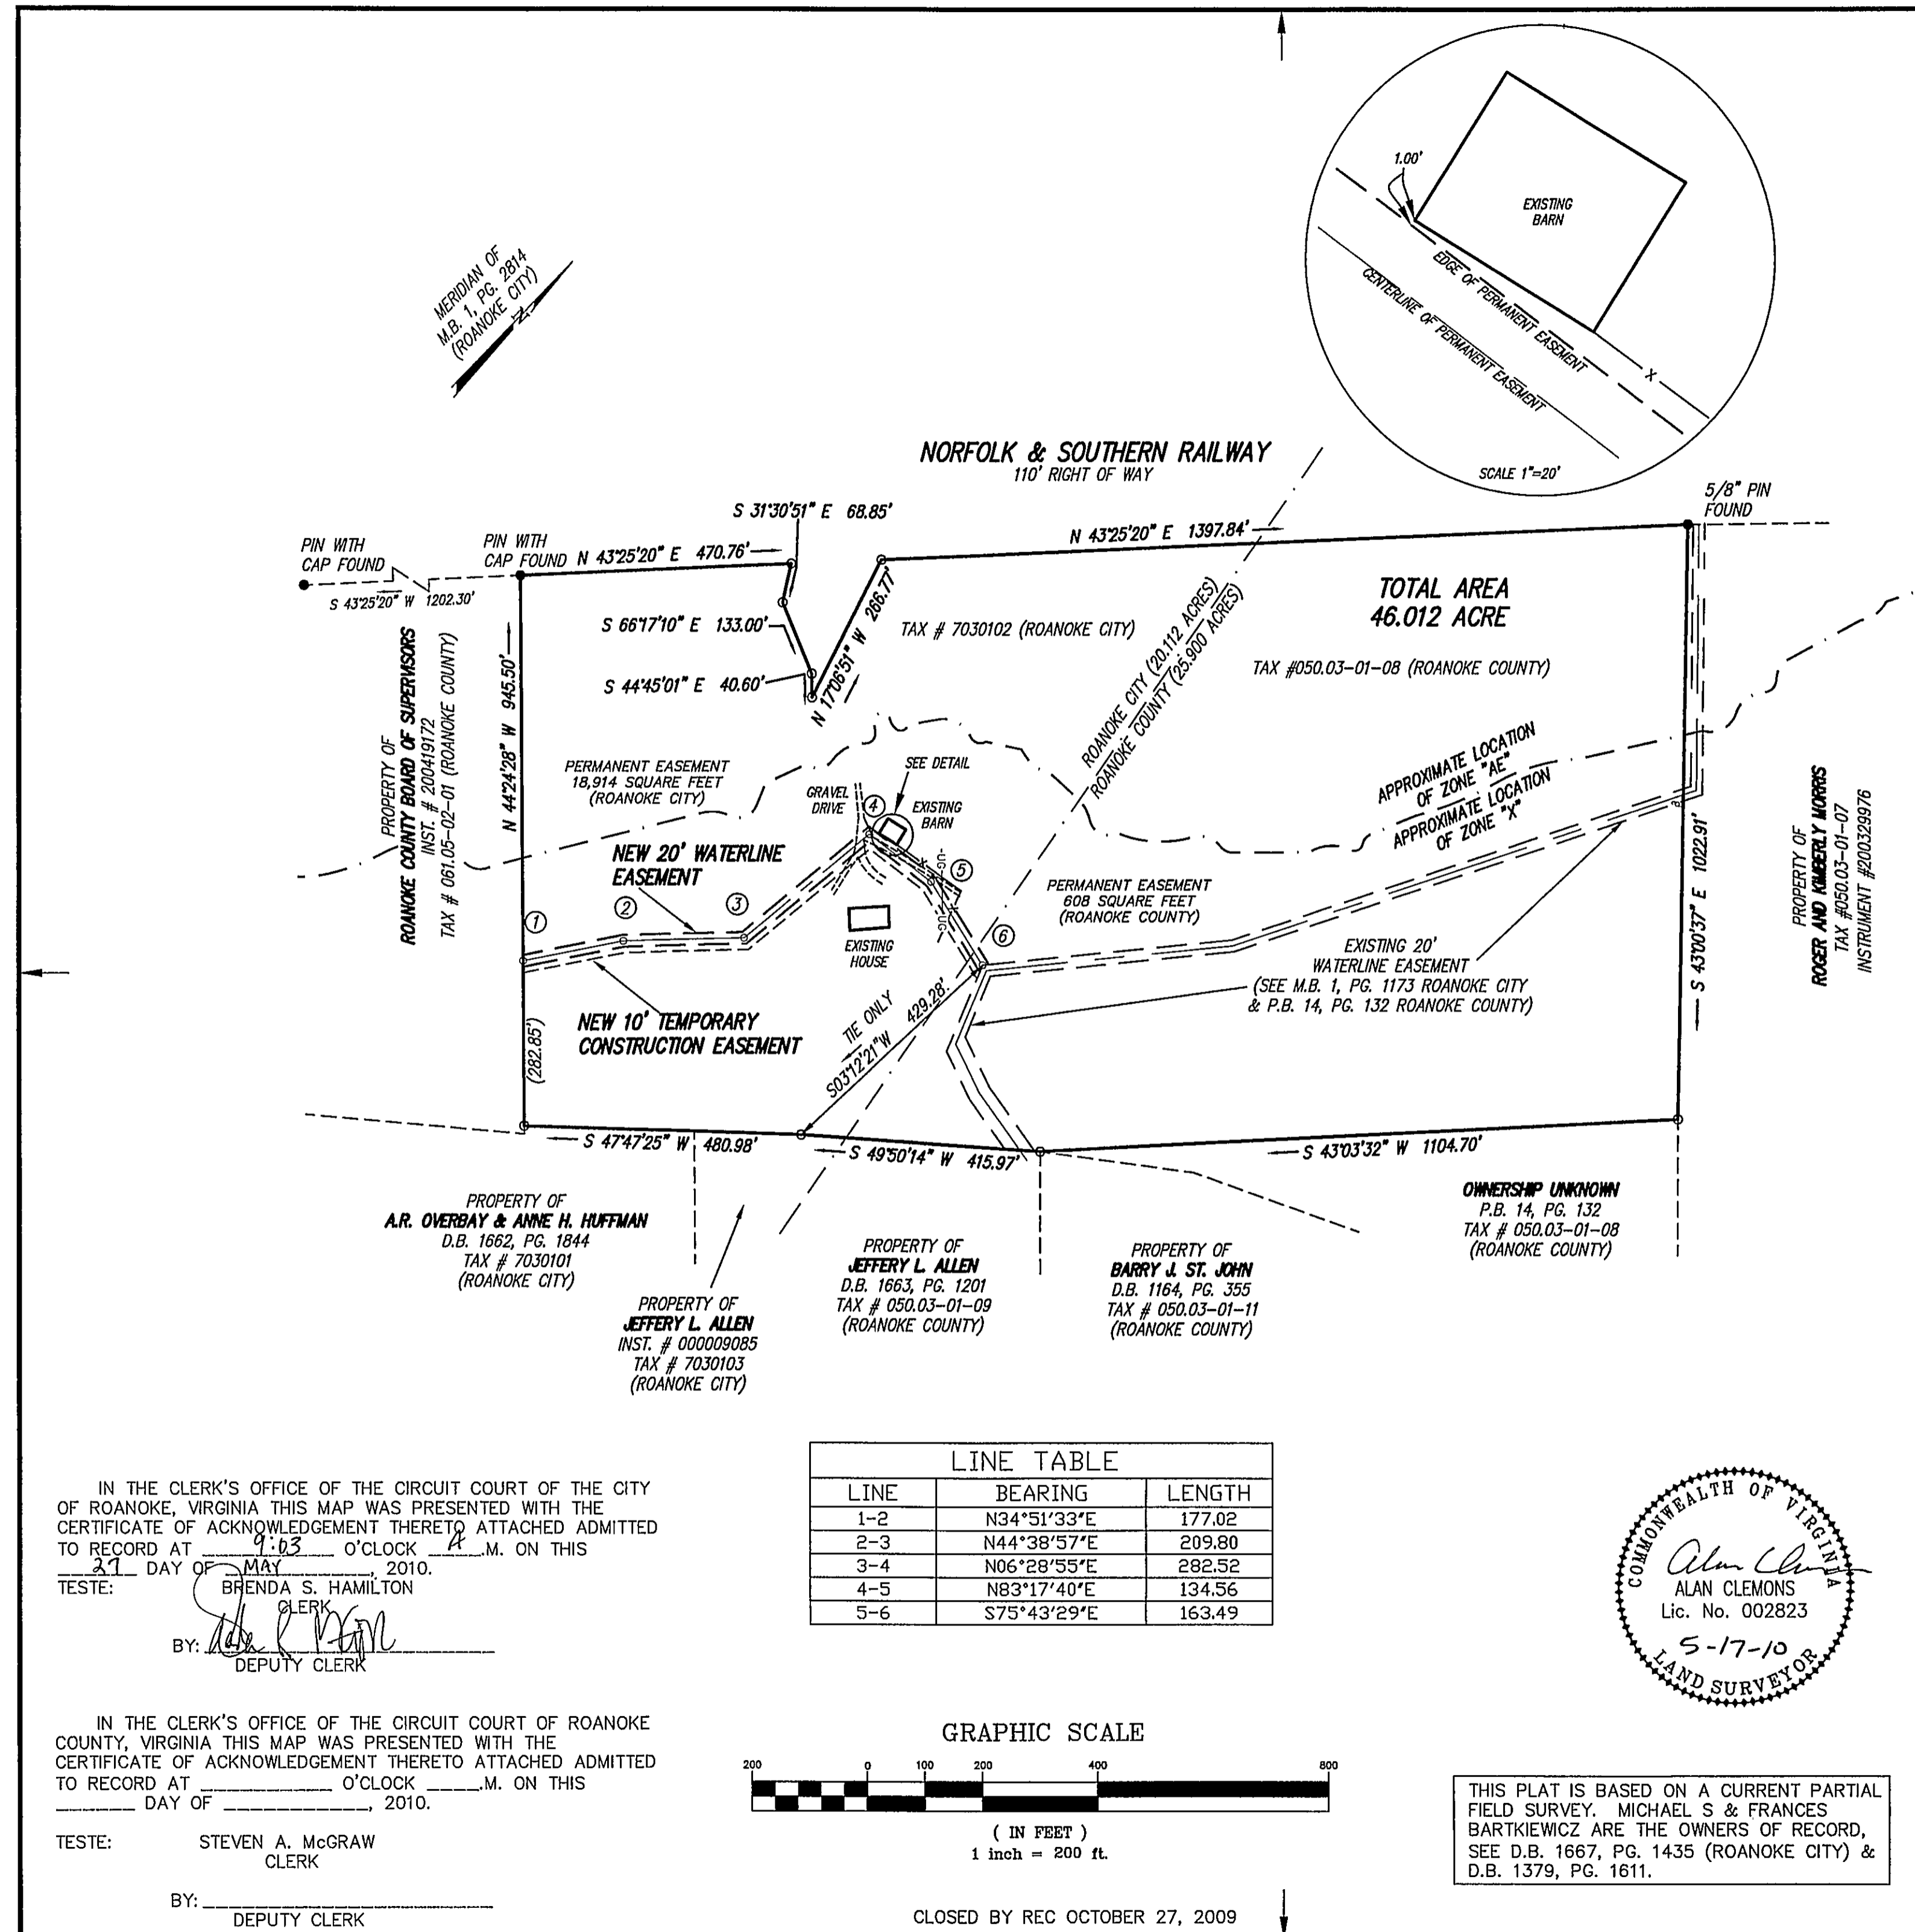 1.00'
EXISTING
BARN
EDGE OF PERMANENT EASEMENT
CENTERLINE OF PERMANENT EASEMENT
X
SCALE 1"=20'
MERIDIAN OF
M.B. 1, PG. 2814
(ROANOKE CITY)
N
NORFOLK & SOUTHERN RAILWAY
110' RIGHT OF WAY
5/8" PIN
FOUND
S 31°30'51" E 68.85'
PIN WITH
CAP FOUND
PIN WITH
CAP FOUND
N 43°25'20" E 470.76'
N 43°25'20" E 1397.84'
S 43°25'20" W 1202.30'
S 66°17'10" E 133.00'
S 44°45'01" E 40.60'
N 17°06'51" W 266.77'
TAX # 7030102 (ROANOKE CITY)
ROANOKE CITY (20.112 ACRES)
ROANOKE COUNTY (25.900 ACRES)
TOTAL AREA
46.012 ACRE
TAX #050.03-01-08 (ROANOKE COUNTY)
PROPERTY OF
ROANOKE COUNTY BOARD OF SUPERVISORS
INST. # 200419172
TAX # 061.05-02-01 (ROANOKE COUNTY)
N 44°24'28" W 945.50'
PERMANENT EASEMENT
18,914 SQUARE FEET
(ROANOKE CITY)
SEE DETAIL
GRAVEL
DRIVE
4
EXISTING
BARN
APPROXIMATE LOCATION
OF ZONE "AE"
APPROXIMATE LOCATION
OF ZONE "X"
NEW 20' WATERLINE
EASEMENT
X
-UG-
5
UG
PERMANENT EASEMENT
608 SQUARE FEET
(ROANOKE COUNTY)
S 43°00'37" E 1022.91'
PROPERTY OF
ROGER AND KIMBERLY MORRIS
TAX #050.03-01-07
INSTRUMENT #200329976
1
2
3
6
EXISTING
HOUSE
EXISTING 20'
WATERLINE EASEMENT
(SEE M.B. 1, PG. 1173 ROANOKE CITY
& P.B. 14, PG. 132 ROANOKE COUNTY)
NEW 10' TEMPORARY
CONSTRUCTION EASEMENT
(282.85')
TIE ONLY
S03°12'21"W 429.28'
S 47°47'25" W 480.98'
S 49°50'14" W 415.97'
S 43°03'32" W 1104.70'
PROPERTY OF
A.R. OVERBAY & ANNE H. HUFFMAN
D.B. 1662, PG. 1844
TAX # 7030101
(ROANOKE CITY)
PROPERTY OF
JEFFERY L. ALLEN
INST. # 000009085
TAX # 7030103
(ROANOKE CITY)
PROPERTY OF
JEFFERY L. ALLEN
D.B. 1663, PG. 1201
TAX # 050.03-01-09
(ROANOKE COUNTY)
PROPERTY OF
BARRY J. ST. JOHN
D.B. 1164, PG. 355
TAX # 050.03-01-11
(ROANOKE COUNTY)
OWNERSHIP UNKNOWN
P.B. 14, PG. 132
TAX # 050.03-01-08
(ROANOKE COUNTY)
IN THE CLERK'S OFFICE OF THE CIRCUIT COURT OF THE CITY
OF ROANOKE, VIRGINIA THIS MAP WAS PRESENTED WITH THE
CERTIFICATE OF ACKNOWLEDGEMENT THERETO ATTACHED ADMITTED
TO RECORD AT 9:03 O'CLOCK A .M. ON THIS
27 DAY OF MAY, 2010.
TESTE: BRENDA S. HAMILTON
CLERK
BY:
DEPUTY CLERK
IN THE CLERK'S OFFICE OF THE CIRCUIT COURT OF ROANOKE
COUNTY, VIRGINIA THIS MAP WAS PRESENTED WITH THE
CERTIFICATE OF ACKNOWLEDGEMENT THERETO ATTACHED ADMITTED
TO RECORD AT ____________ O'CLOCK ____.M. ON THIS
______ DAY OF ____________, 2010.
TESTE: STEVEN A. McGRAW
CLERK
BY: ________________________
DEPUTY CLERK
LINE TABLE
LINE BEARING LENGTH
1-2 N34°51'33"E 177.02
2-3 N44°38'57"E 209.80
3-4 N06°28'55"E 282.52
4-5 N83°17'40"E 134.56
5-6 S75°43'29"E 163.49
GRAPHIC SCALE
200 0 100 200 400 800
( IN FEET )
1 inch = 200 ft.
CLOSED BY REC OCTOBER 27, 2009
COMMONWEALTH OF VIRGINIA
Alan Clemons
ALAN CLEMONS
Lic. No. 002823
5-17-10
LAND SURVEYOR
THIS PLAT IS BASED ON A CURRENT PARTIAL
FIELD SURVEY. MICHAEL S & FRANCES
BARTKIEWICZ ARE THE OWNERS OF RECORD,
SEE D.B. 1667, PG. 1435 (ROANOKE CITY) &
D.B. 1379, PG. 1611.